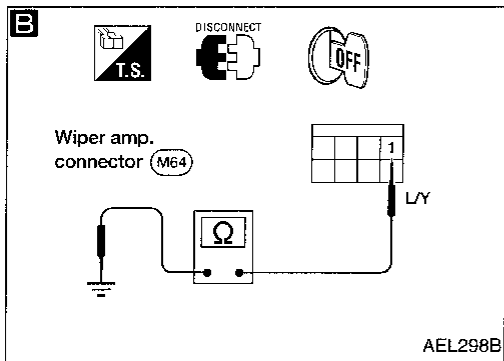 B
DISCONNECT
T.S.
OFF
Wiper amp.
connector M64
1
L/Y
Ω
AEL298B